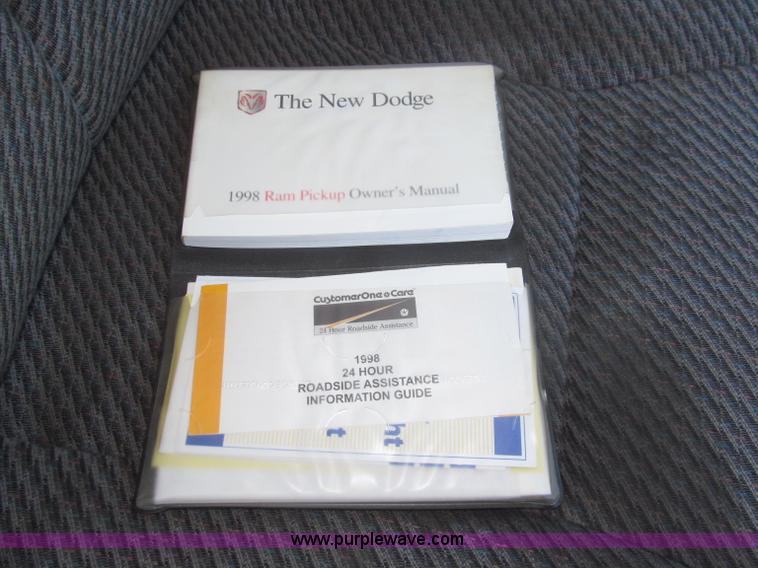 The New Dodge
1998 Ram Pickup Owner's Manual
CustomerOne Care
24 Hour Roadside Assistance
1998
24 HOUR
ROADSIDE ASSISTANCE
INFORMATION GUIDE
ht
t
www.purplewave.com